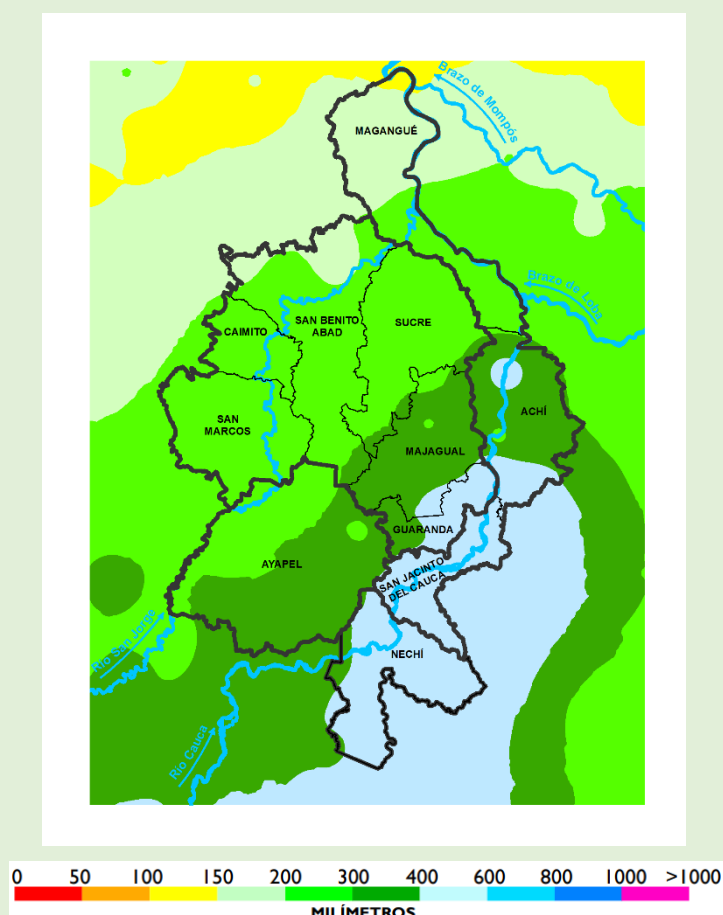 Brazo de Mompós
MAGANGUÉ
Brazo de Loba
SAN BENITO
ABAD
SUCRE
CAIMITO
SAN
MARCOS
ACHÍ
MAJAGUAL
GUARANDA
AYAPEL
SAN JACINTO
DEL CAUCA
Río San Jorge
NECHÍ
Río Cauca
0 50 100 150 200 300 400 600 800 1000 >1000
MILÍMETROS